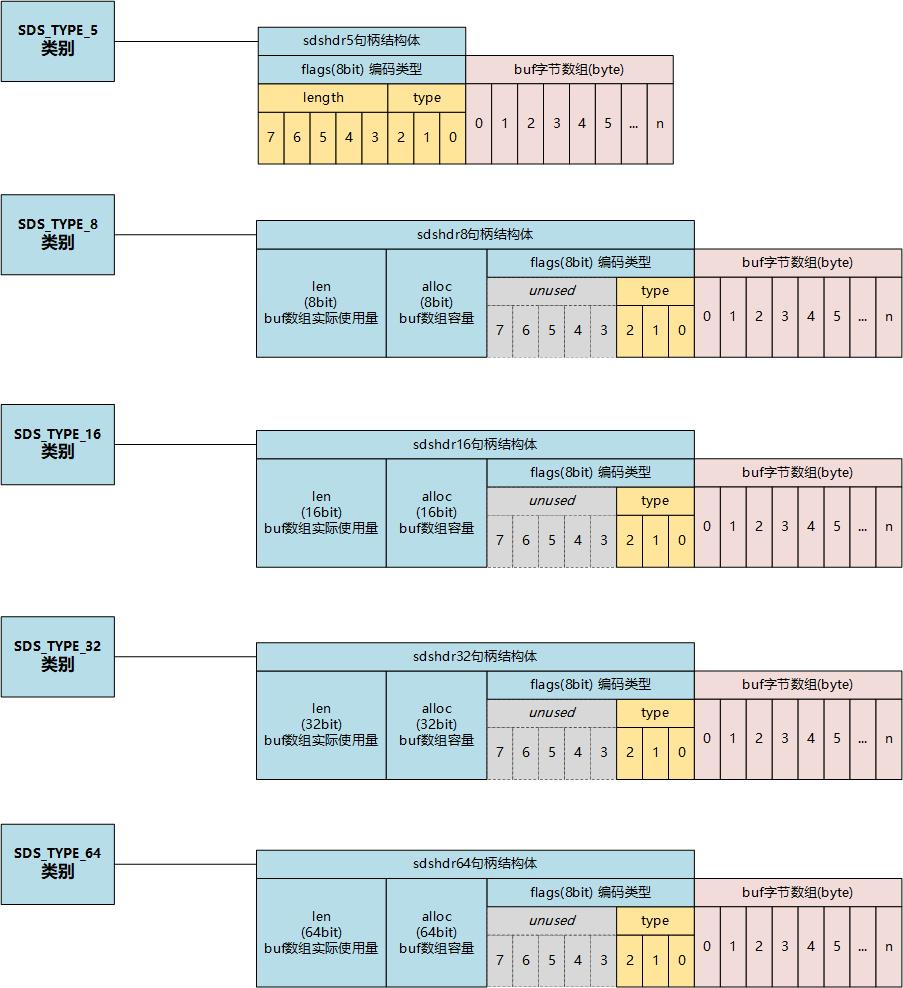 SDS_TYPE_5
类别
sdshdr5句柄结构体
flags(8bit) 编码类型
buf字节数组(byte)
length
type
7 6 5 4 3 2 1 0
0 1 2 3 4 5 ... n
SDS_TYPE_8
类别
sdshdr8句柄结构体
len
(8bit)
buf数组实际使用量
alloc
(8bit)
buf数组容量
flags(8bit) 编码类型
buf字节数组(byte)
unused
type
7 6 5 4 3 2 1 0
0 1 2 3 4 5 ... n
SDS_TYPE_16
类别
sdshdr16句柄结构体
len
(16bit)
buf数组实际使用量
alloc
(16bit)
buf数组容量
flags(8bit) 编码类型
buf字节数组(byte)
unused
type
7 6 5 4 3 2 1 0
0 1 2 3 4 5 ... n
SDS_TYPE_32
类别
sdshdr32句柄结构体
len
(32bit)
buf数组实际使用量
alloc
(32bit)
buf数组容量
flags(8bit) 编码类型
buf字节数组(byte)
unused
type
7 6 5 4 3 2 1 0
0 1 2 3 4 5 ... n
SDS_TYPE_64
类别
sdshdr64句柄结构体
len
(64bit)
buf数组实际使用量
alloc
(64bit)
buf数组容量
flags(8bit) 编码类型
buf字节数组(byte)
unused
type
7 6 5 4 3 2 1 0
0 1 2 3 4 5 ... n